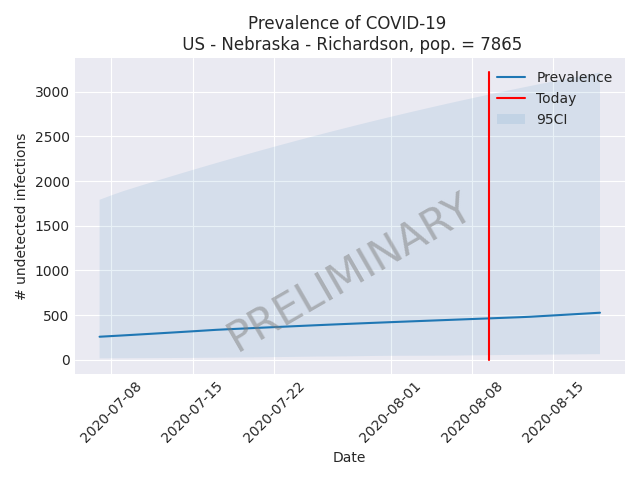 Prevalence of COVID-19
US - Nebraska - Richardson, pop. = 7865
Prevalence
Today
95CI
3000
2500
2000
1500
1000
500
0
# undetected infections
PRELIMINARY
2020-07-08
2020-07-15
2020-07-22
2020-08-01
2020-08-08
2020-08-15
Date